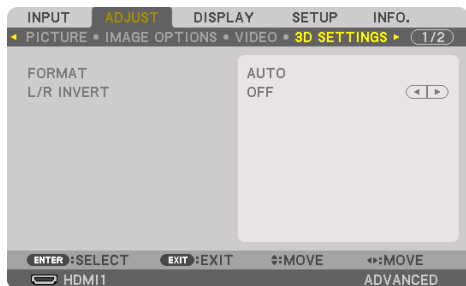 INPUT ADJUST DISPLAY SETUP INFO.
◂ PICTURE • IMAGE OPTIONS • VIDEO • 3D SETTINGS ▸ 1/2
FORMAT AUTO
L/R INVERT OFF ◂ ▸
ENTER :SELECT EXIT :EXIT ⬍:MOVE ◂▸:MOVE
HDMI1 ADVANCED